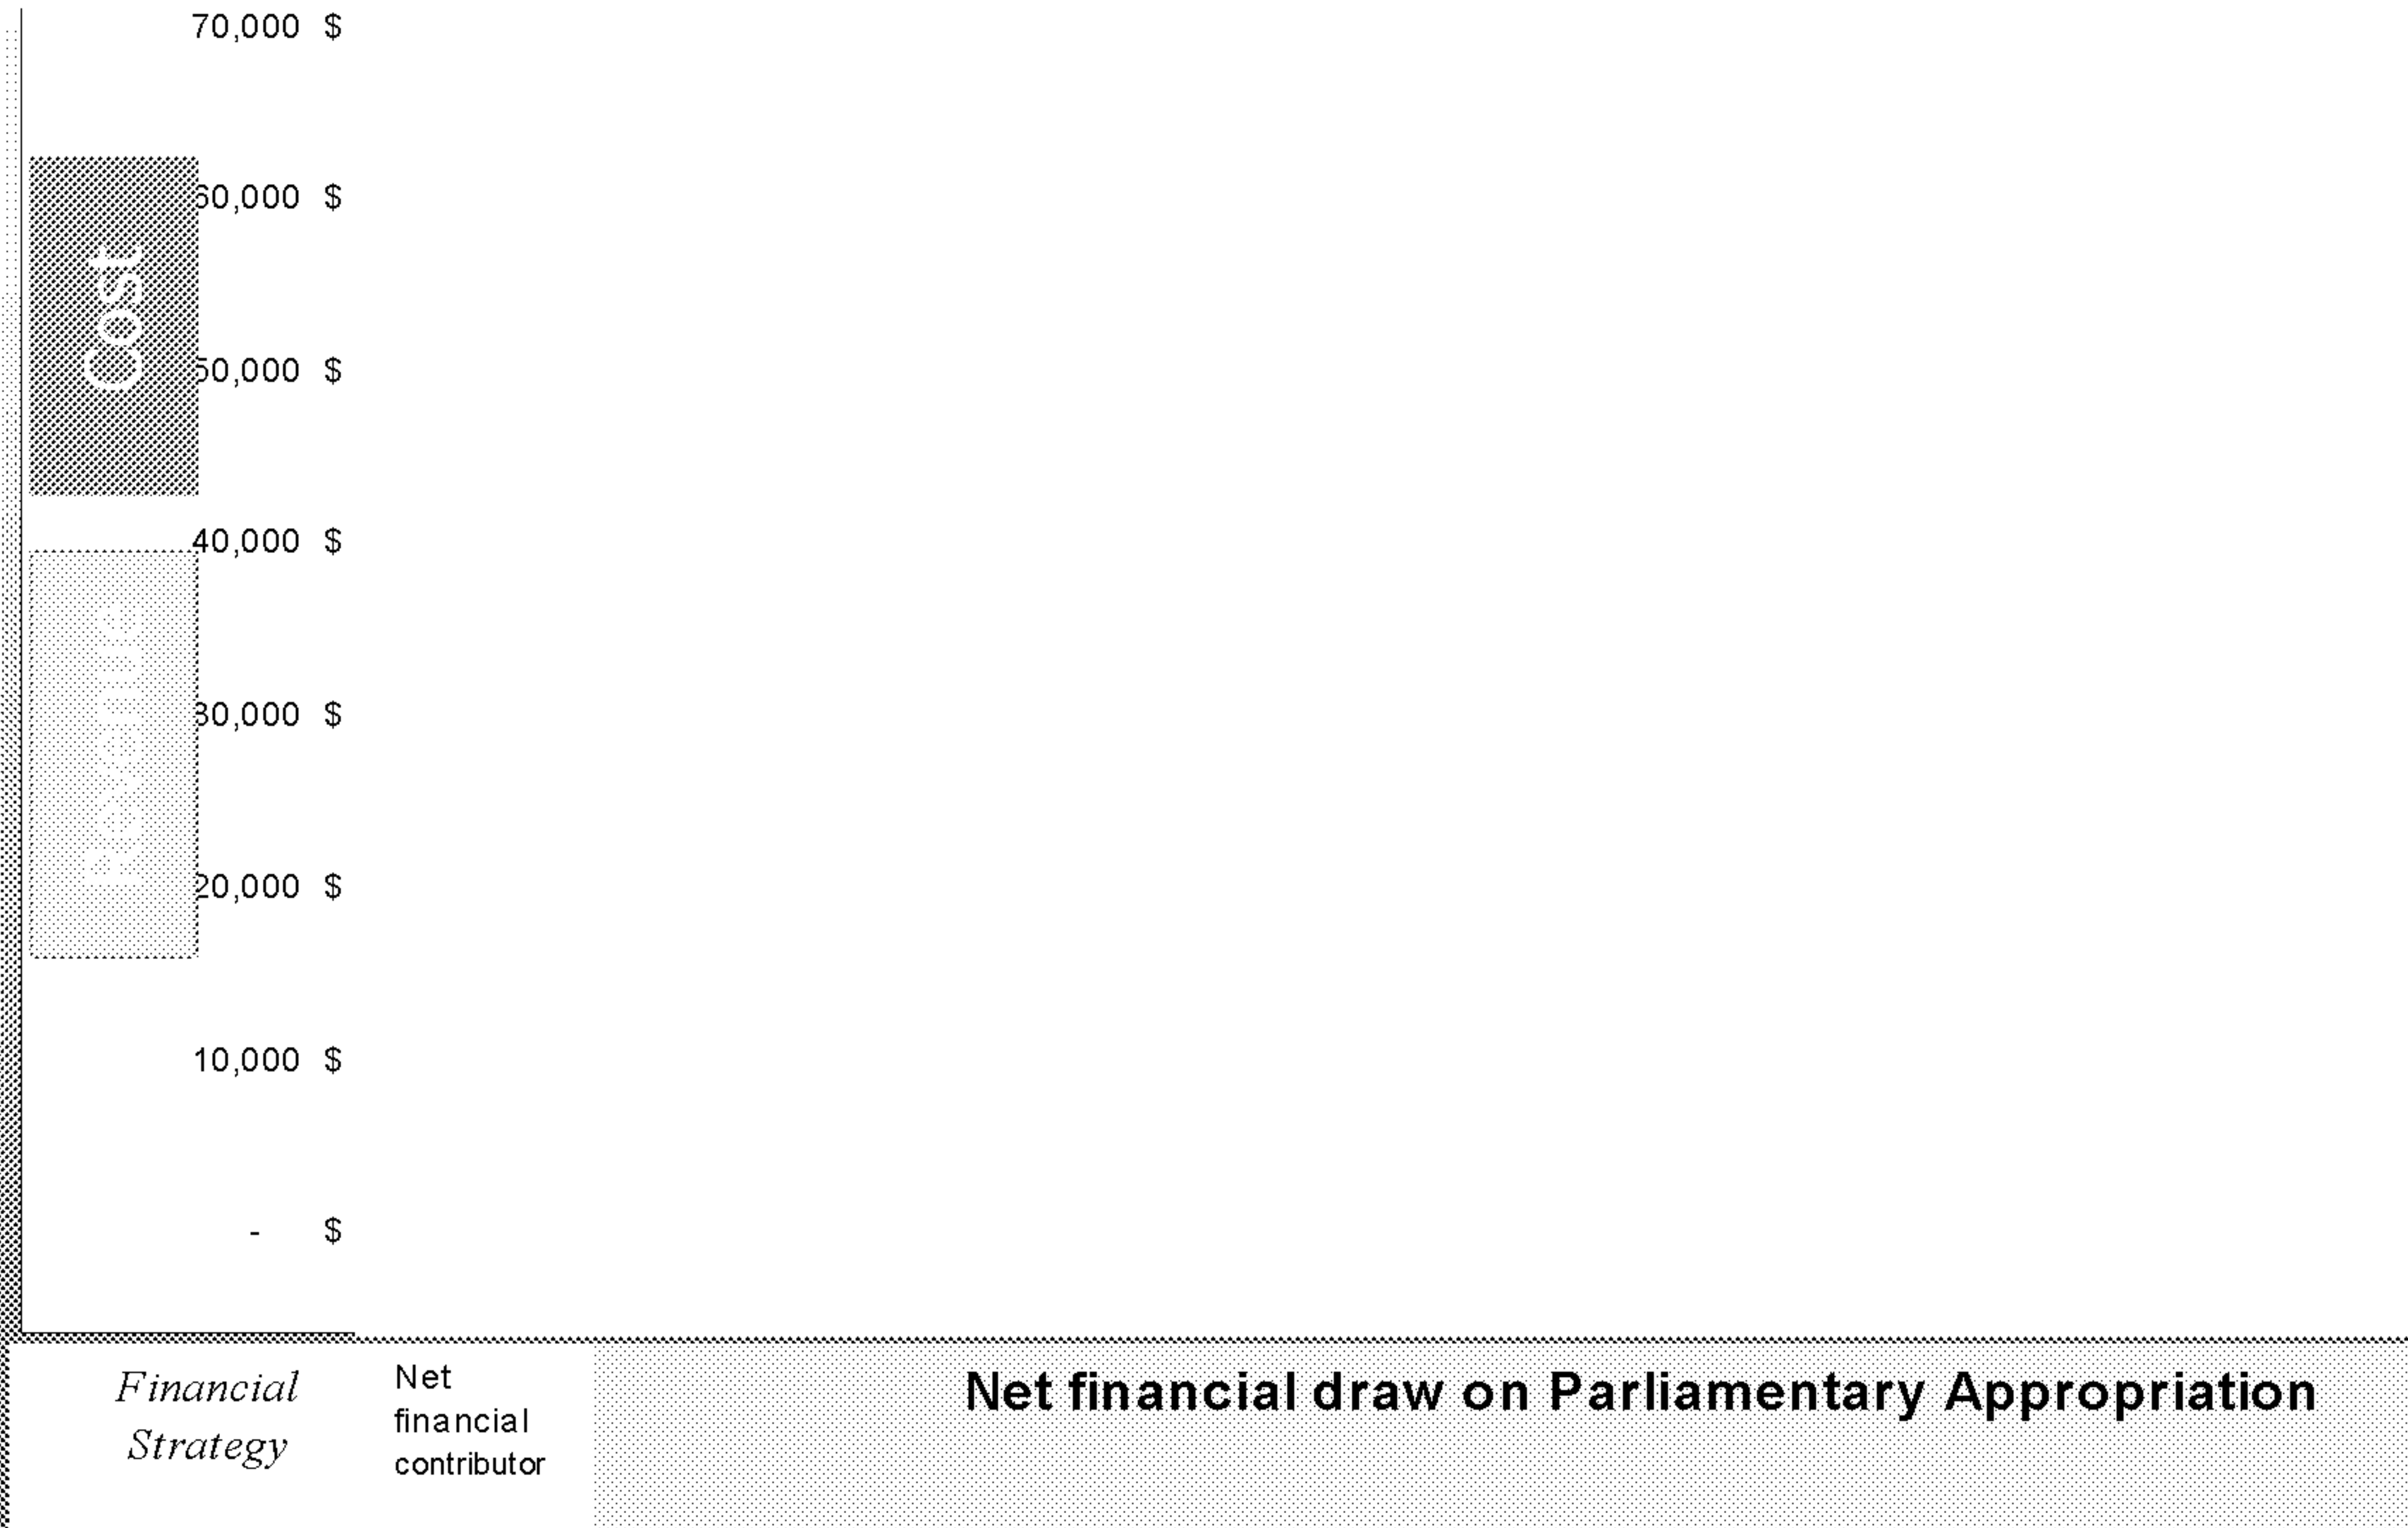 70,000 $
60,000 $
Cost
50,000 $
40,000 $
Revenue
30,000 $
20,000 $
10,000 $
- $
Financial
Strategy
Net
financial
contributor
Net financial draw on Parliamentary Appropriation